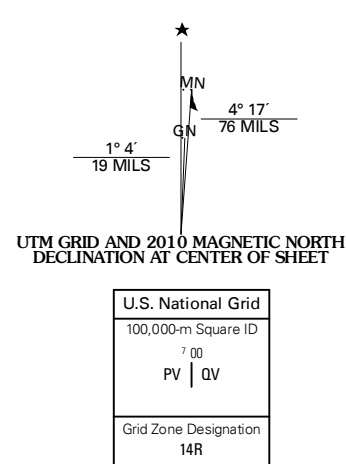 ★
MN
4° 17´
76 MILS
GN
1° 4´
19 MILS
UTM GRID AND 2010 MAGNETIC NORTH
DECLINATION AT CENTER OF SHEET
U.S. National Grid
100,000-m Square ID
7 00
PV | QV
Grid Zone Designation
14R